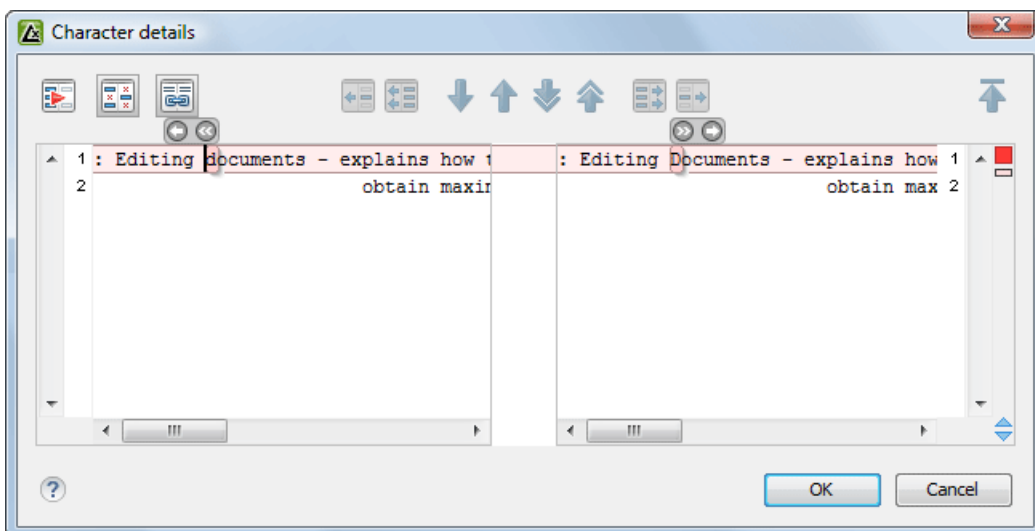 Character details
1 : Editing documents - explains how t : Editing Documents - explains how 1
2 obtain maxin obtain max 2
? OK Cancel